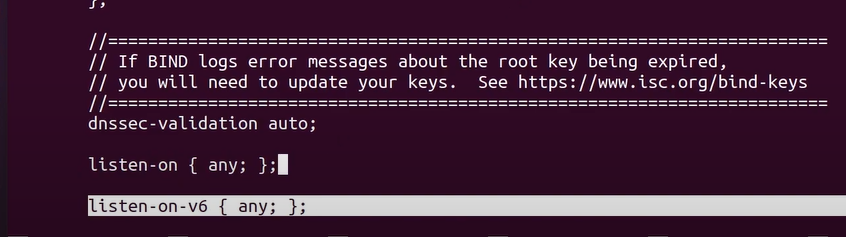 };
//========================================================================
// If BIND logs error messages about the root key being expired,
// you will need to update your keys.  See https://www.isc.org/bind-keys
//========================================================================
dnssec-validation auto;
listen-on { any; };
listen-on-v6 { any; };